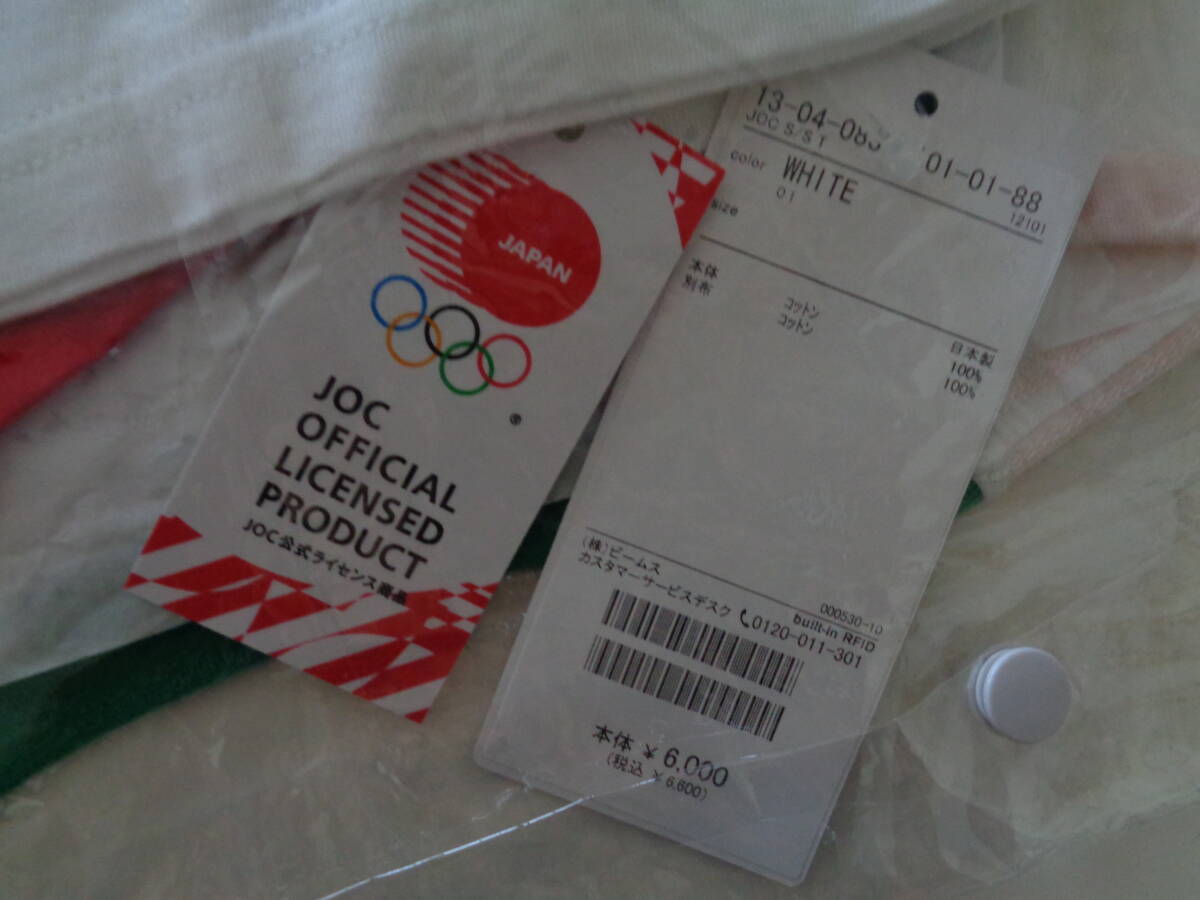 JAPAN
JOC
OFFICIAL
LICENSED
PRODUCT
JOC公式ライセンス商品
01-01-88
JOC S/S T
12101
color WHITE
01
size
日本製
本体 コットン 100%
別布 コットン 100%
000530-10
built-in RFID
(株)ビームス
カスタマーサービスデスク 0120-011-301
本体 ¥ 6,000
(税込 ¥ 6,600)